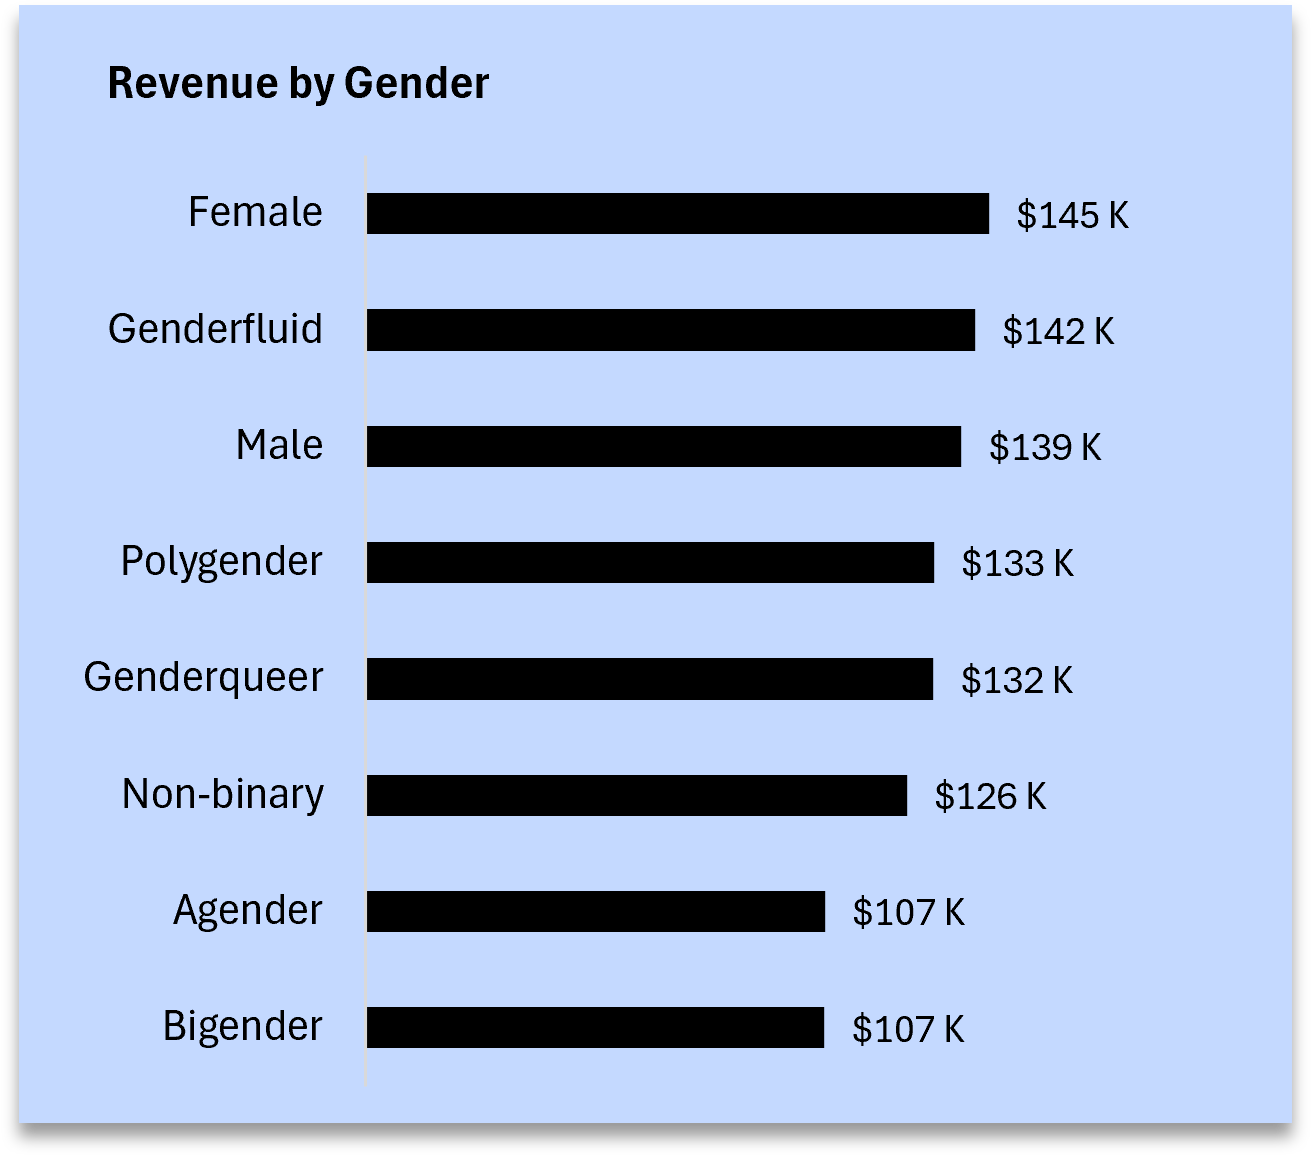 Revenue by Gender
Female $145 K
Genderfluid $142 K
Male $139 K
Polygender $133 K
Genderqueer $132 K
Non-binary $126 K
Agender $107 K
Bigender $107 K